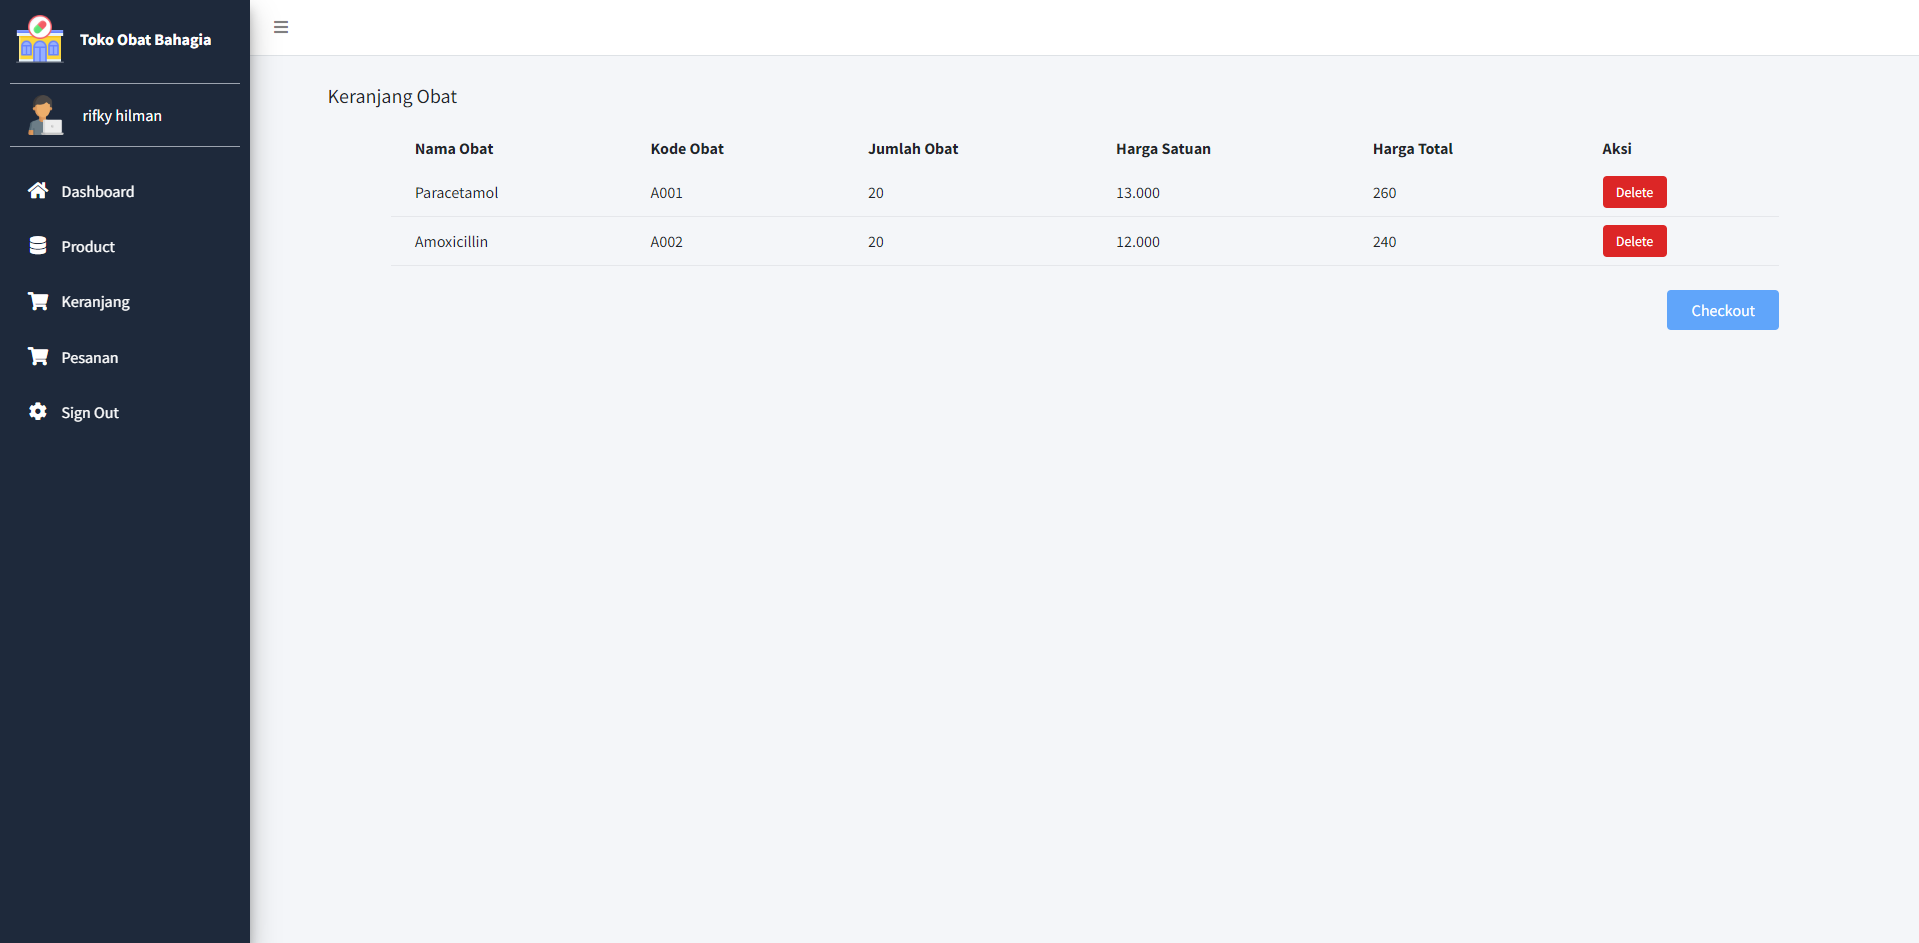 Toko Obat Bahagia
rifky hilman
Dashboard
Product
Keranjang
Pesanan
Sign Out
Keranjang Obat
Nama Obat Kode Obat Jumlah Obat Harga Satuan Harga Total Aksi
Paracetamol A001 20 13.000 260 Delete
Amoxicillin A002 20 12.000 240 Delete
Checkout